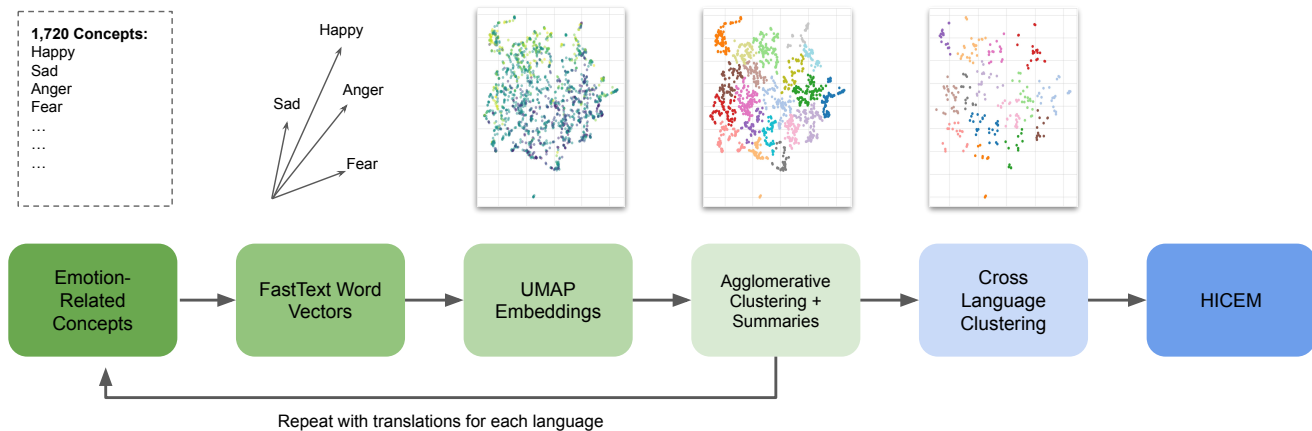 1,720 Concepts:
Happy
Sad
Anger
Fear
…
…
…
Happy
Anger
Sad
Fear
Emotion-
Related
Concepts
FastText Word
Vectors
UMAP
Embeddings
Agglomerative
Clustering +
Summaries
Cross
Language
Clustering
HICEM
Repeat with translations for each language